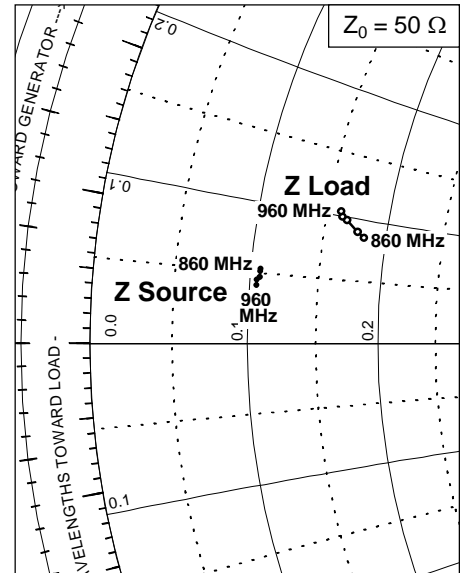 Z₀ = 50 Ω
0.2
OWARD GENERATOR ----
0.1
Z Load
960 MHz
860 MHz
860 MHz
Z Source
960
MHz
0.0
0.1
0.2
VELENGTHS TOWARD LOAD -
0.1